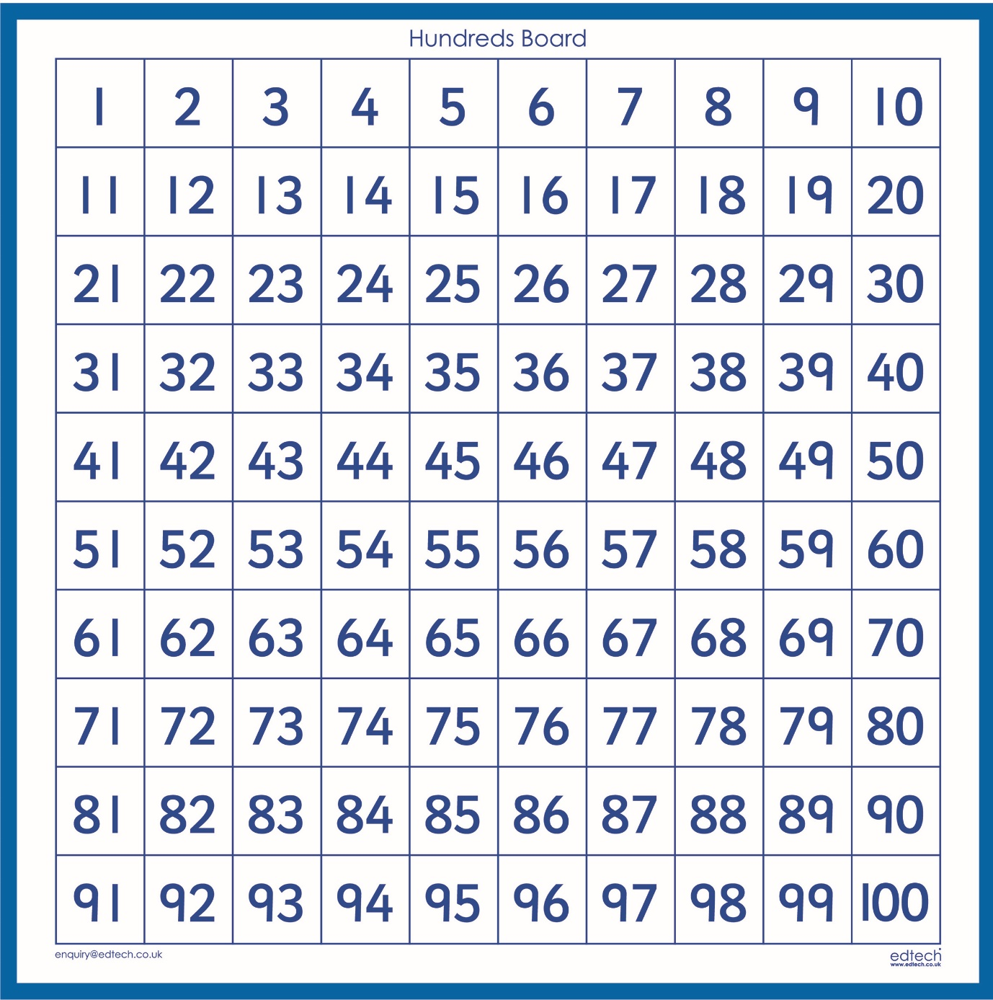 Hundreds Board
1 2 3 4 5 6 7 8 9 10
11 12 13 14 15 16 17 18 19 20
21 22 23 24 25 26 27 28 29 30
31 32 33 34 35 36 37 38 39 40
41 42 43 44 45 46 47 48 49 50
51 52 53 54 55 56 57 58 59 60
61 62 63 64 65 66 67 68 69 70
71 72 73 74 75 76 77 78 79 80
81 82 83 84 85 86 87 88 89 90
91 92 93 94 95 96 97 98 99 100
enquiry@edtech.co.uk
edtech
www.edtech.co.uk